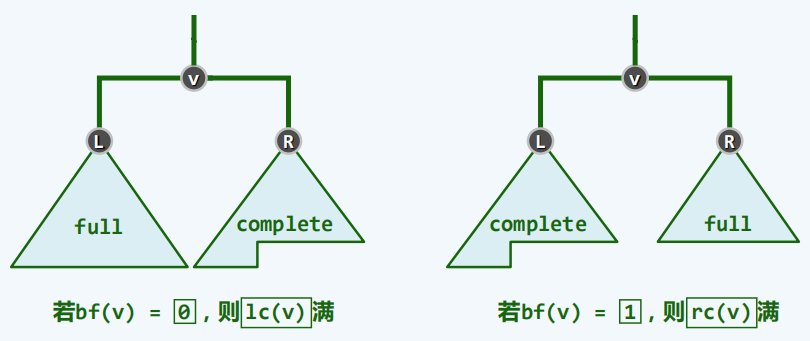 v
v
L
R
L
R
full
complete
complete
full
若bf(v) = 0，则lc(v)满
若bf(v) = 1，则rc(v)满